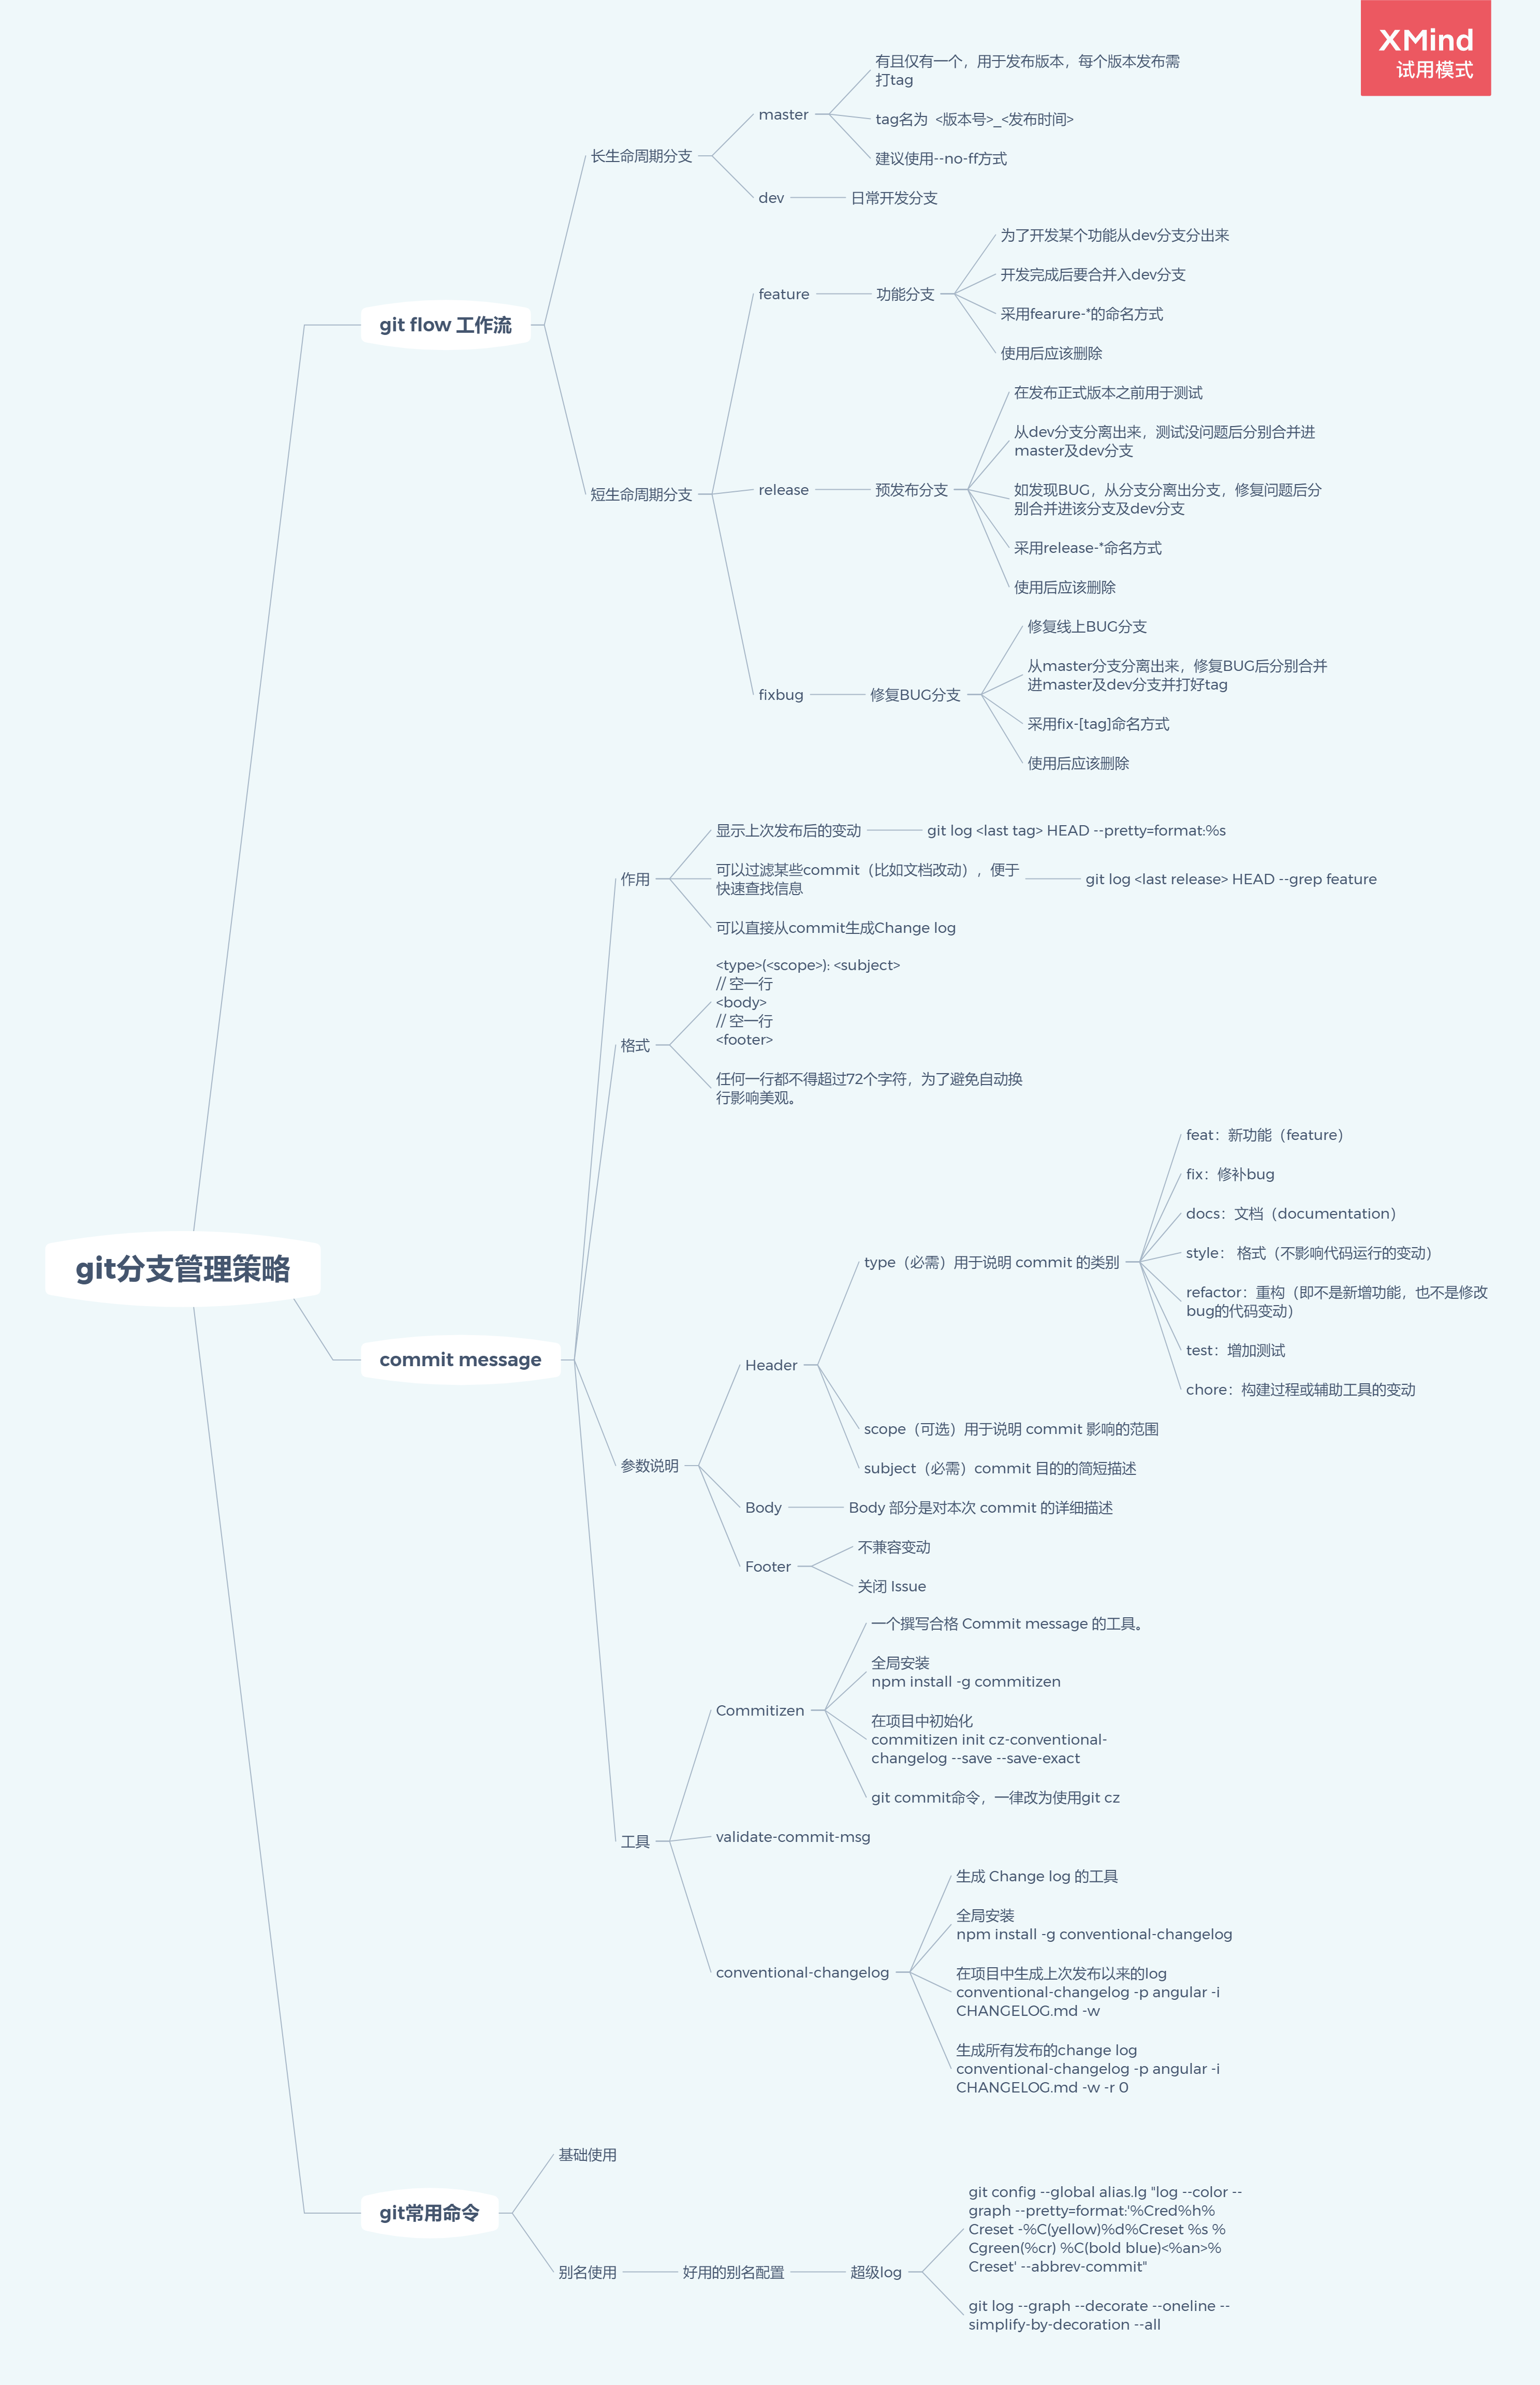 XMind
试用模式
有且仅有一个，用于发布版本，每个版本发布需
打tag
master
tag名为  <版本号>_<发布时间>
长生命周期分支
建议使用--no-ff方式
dev
日常开发分支
为了开发某个功能从dev分支分出来
开发完成后要合并入dev分支
feature
功能分支
采用fearure-*的命名方式
git flow 工作流
使用后应该删除
在发布正式版本之前用于测试
从dev分支分离出来，测试没问题后分别合并进
master及dev分支
短生命周期分支
release
预发布分支
如发现BUG，从分支分离出分支，修复问题后分
别合并进该分支及dev分支
采用release-*命名方式
使用后应该删除
修复线上BUG分支
从master分支分离出来，修复BUG后分别合并
进master及dev分支并打好tag
fixbug
修复BUG分支
采用fix-[tag]命名方式
使用后应该删除
显示上次发布后的变动
git log <last tag> HEAD --pretty=format:%s
作用
可以过滤某些commit（比如文档改动），便于
快速查找信息
git log <last release> HEAD --grep feature
可以直接从commit生成Change log
<type>(<scope>): <subject>
// 空一行
<body>
// 空一行
<footer>
格式
任何一行都不得超过72个字符，为了避免自动换
行影响美观。
feat：新功能（feature）
fix：修补bug
docs：文档（documentation）
git分支管理策略
type（必需）用于说明 commit 的类别
style： 格式（不影响代码运行的变动）
refactor：重构（即不是新增功能，也不是修改
bug的代码变动）
commit message
Header
test：增加测试
chore：构建过程或辅助工具的变动
scope（可选）用于说明 commit 影响的范围
参数说明
subject（必需）commit 目的的简短描述
Body
Body 部分是对本次 commit 的详细描述
不兼容变动
Footer
关闭 Issue
一个撰写合格 Commit message 的工具。
全局安装
npm install -g commitizen
Commitizen
在项目中初始化
commitizen init cz-conventional-
changelog --save --save-exact
git commit命令，一律改为使用git cz
工具
validate-commit-msg
生成 Change log 的工具
全局安装
npm install -g conventional-changelog
conventional-changelog
在项目中生成上次发布以来的log
conventional-changelog -p angular -i
CHANGELOG.md -w
生成所有发布的change log
conventional-changelog -p angular -i
CHANGELOG.md -w -r 0
基础使用
git常用命令
git config --global alias.lg "log --color --
graph --pretty=format:'%Cred%h%
Creset -%C(yellow)%d%Creset %s %
Cgreen(%cr) %C(bold blue)<%an>%
Creset' --abbrev-commit"
别名使用
好用的别名配置
超级log
git log --graph --decorate --oneline --
simplify-by-decoration --all